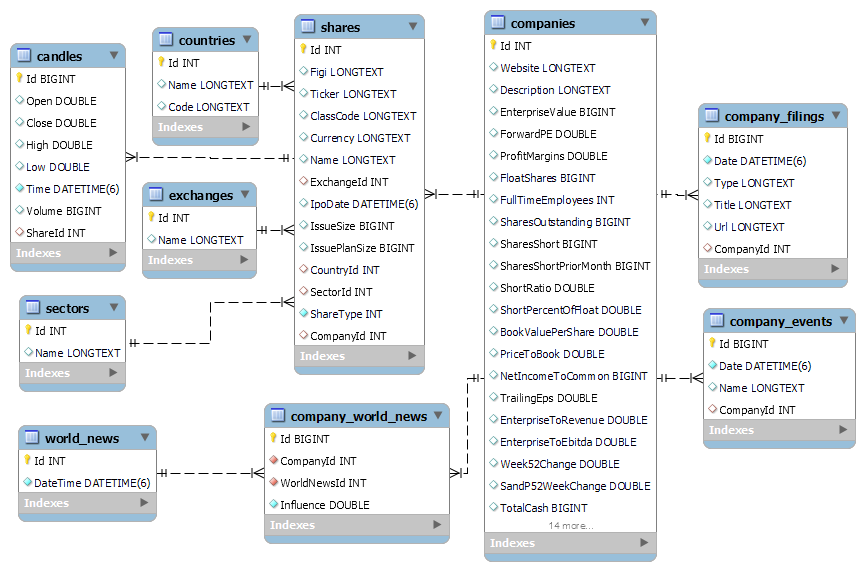 candles
Id BIGINT
Open DOUBLE
Close DOUBLE
High DOUBLE
Low DOUBLE
Time DATETIME(6)
Volume BIGINT
ShareId INT
Indexes
countries
Id INT
Name LONGTEXT
Code LONGTEXT
Indexes
exchanges
Id INT
Name LONGTEXT
Indexes
sectors
Id INT
Name LONGTEXT
Indexes
world_news
Id INT
DateTime DATETIME(6)
Indexes
shares
Id INT
Figi LONGTEXT
Ticker LONGTEXT
ClassCode LONGTEXT
Currency LONGTEXT
Name LONGTEXT
ExchangeId INT
IpoDate DATETIME(6)
IssueSize BIGINT
IssuePlanSize BIGINT
CountryId INT
SectorId INT
ShareType INT
CompanyId INT
Indexes
company_world_news
Id BIGINT
CompanyId INT
WorldNewsId INT
Influence DOUBLE
Indexes
companies
Id INT
Website LONGTEXT
Description LONGTEXT
EnterpriseValue BIGINT
ForwardPE DOUBLE
ProfitMargins DOUBLE
FloatShares BIGINT
FullTimeEmployees INT
SharesOutstanding BIGINT
SharesShort BIGINT
SharesShortPriorMonth BIGINT
ShortRatio DOUBLE
ShortPercentOfFloat DOUBLE
BookValuePerShare DOUBLE
PriceToBook DOUBLE
NetIncomeToCommon BIGINT
TrailingEps DOUBLE
EnterpriseToRevenue DOUBLE
EnterpriseToEbitda DOUBLE
Week52Change DOUBLE
SandP52WeekChange DOUBLE
TotalCash BIGINT
14 more...
Indexes
company_filings
Id BIGINT
Date DATETIME(6)
Type LONGTEXT
Title LONGTEXT
Url LONGTEXT
CompanyId INT
Indexes
company_events
Id BIGINT
Date DATETIME(6)
Name LONGTEXT
CompanyId INT
Indexes